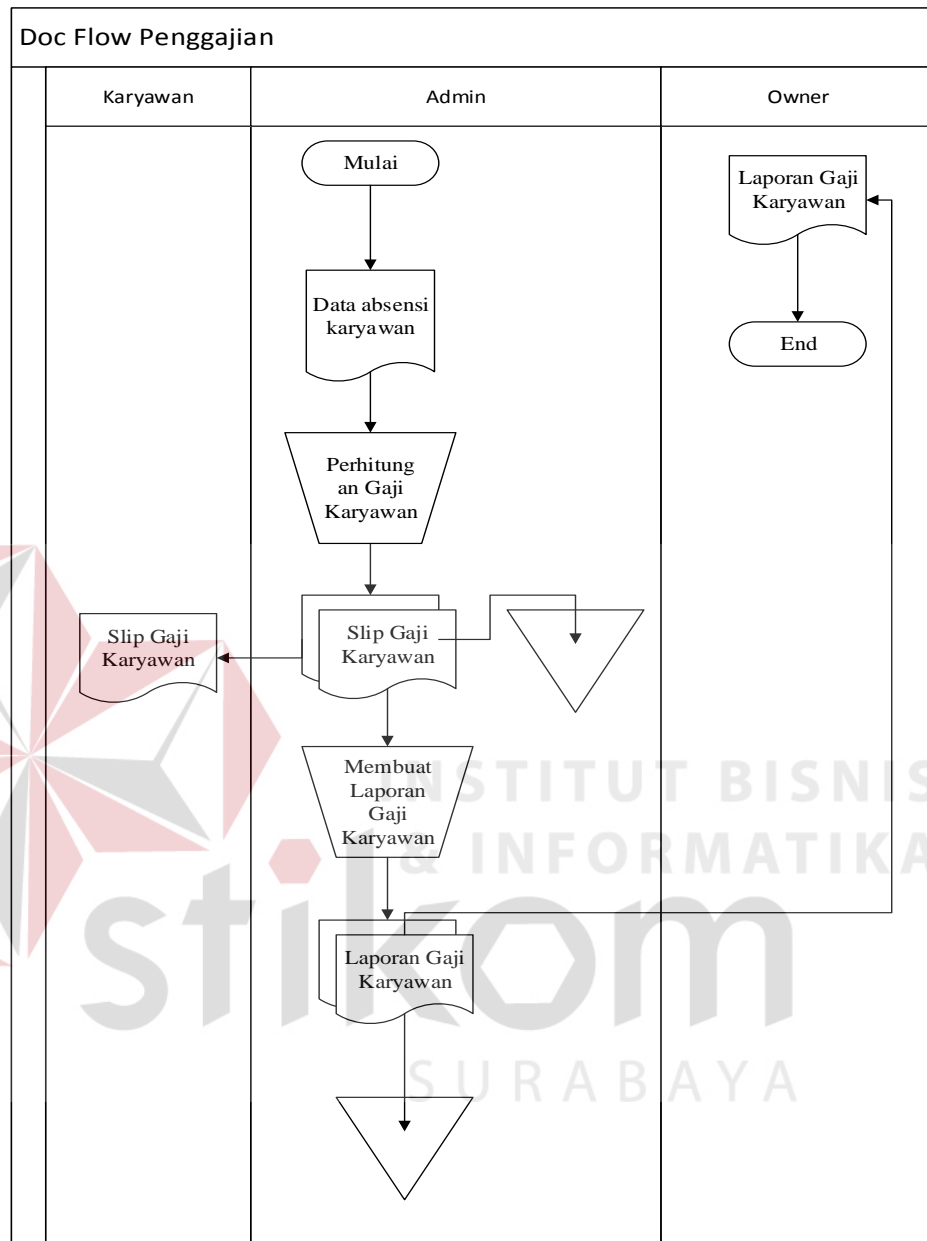 Doc Flow Penggajian
Karyawan
Admin
Owner
Mulai
Laporan Gaji
Karyawan
Data absensi
karyawan
End
Perhitung
an Gaji
Karyawan
Slip Gaji
Karyawan
Slip Gaji
Karyawan
Membuat
Laporan
Gaji
Karyawan
INSTITUT BISNIS
& INFORMATIKA
stikom
Laporan Gaji
Karyawan
SURABAYA